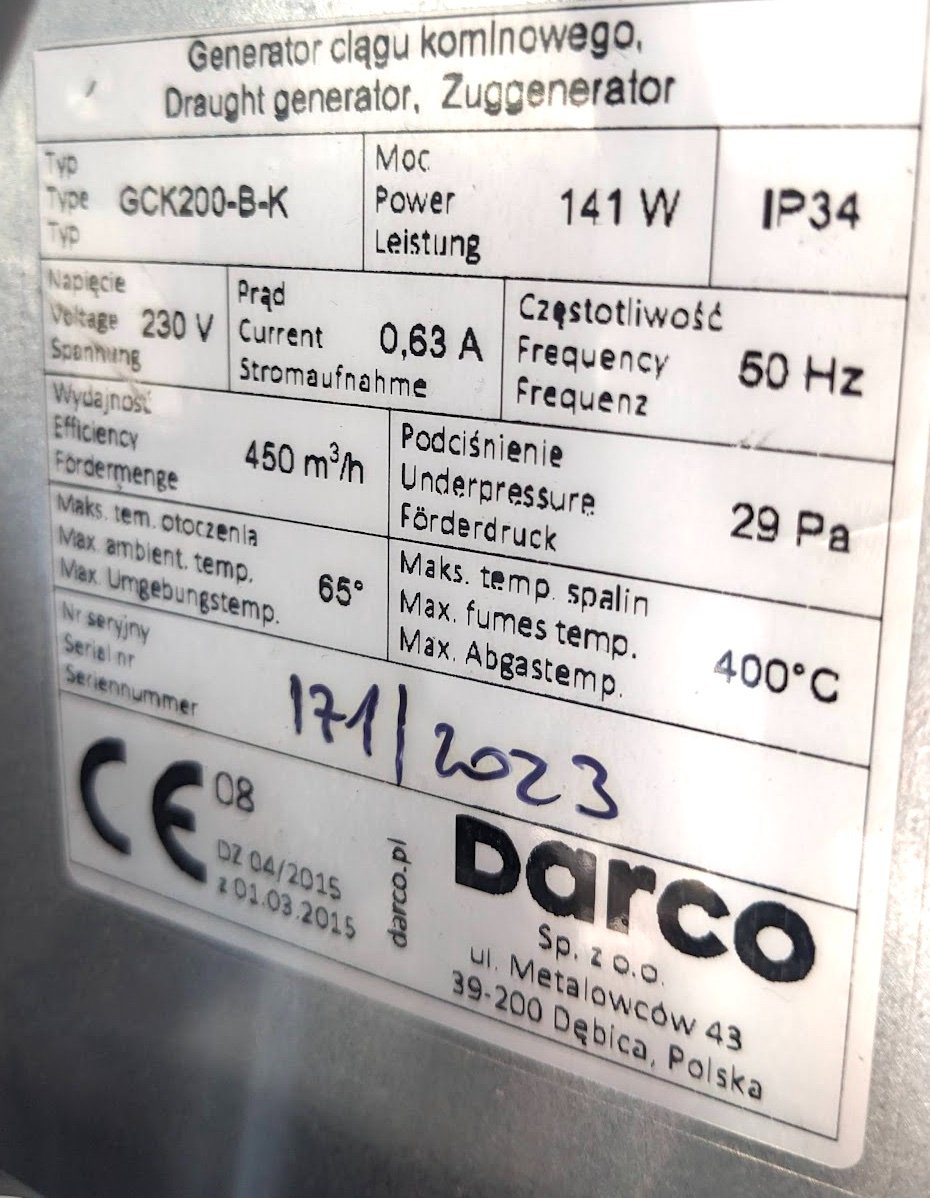 Generator ciągu kominowego,
Draught generator, Zuggenerator
Typ
Type GCK200-B-K
Typ
Moc
Power 141 W
Leistung
IP34
Napięcie
Voltage 230 V
Spannung
Prąd
Current 0,63 A
Stromaufnahme
Częstotliwość
Frequency 50 Hz
Frequenz
Wydajność
Efficiency 450 m³/h
Fördermenge
Podciśnienie
Underpressure 29 Pa
Förderdruck
Maks. tem. otoczenia
Max. ambient. temp. 65°
Max. Umgebungstemp.
Maks. temp. spalin
Max. fumes temp. 400°C
Max. Abgastemp.
Nr seryjny
Serial nr
Seriennummer
171/2023
CE 08
DZ 04/2015
z 01.03.2015
darco.pl
Darco
Sp. z o.o.
ul. Metalowców 43
39-200 Dębica, Polska